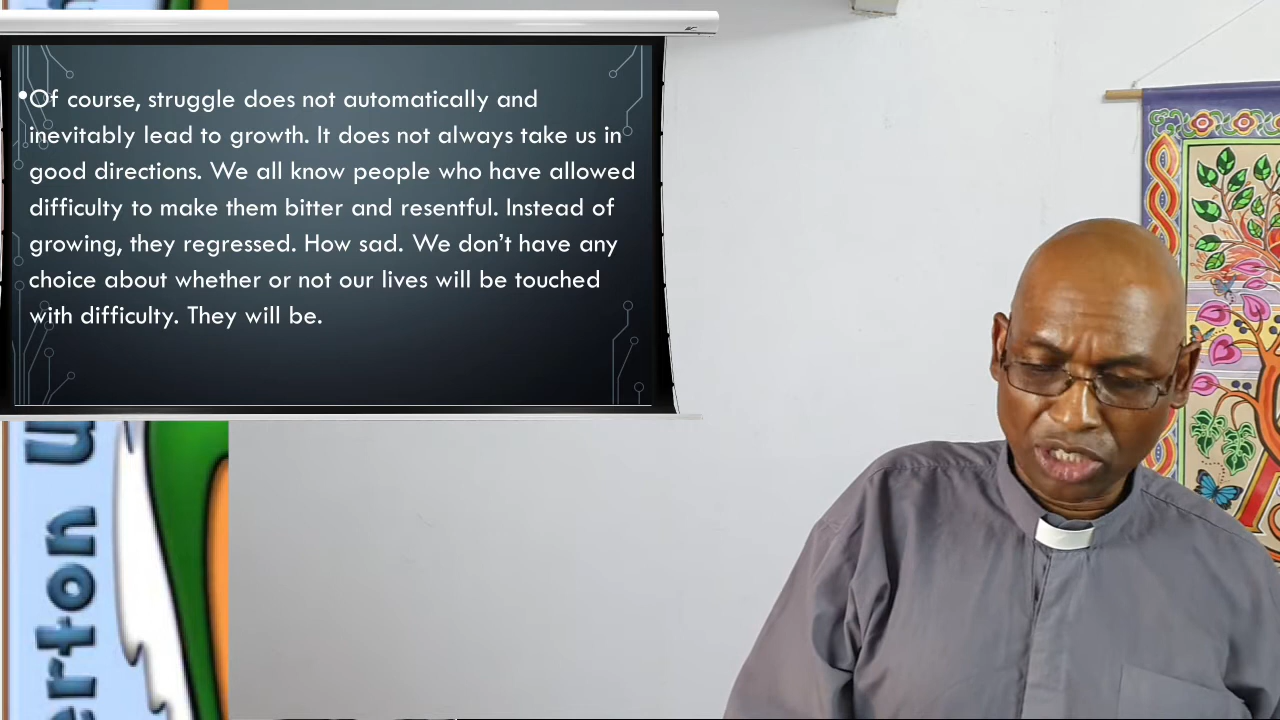 •Of course, struggle does not automatically and
inevitably lead to growth. It does not always take us in
good directions. We all know people who have allowed
difficulty to make them bitter and resentful. Instead of
growing, they regressed. How sad. We don't have any
choice about whether or not our lives will be touched
with difficulty. They will be.
erton